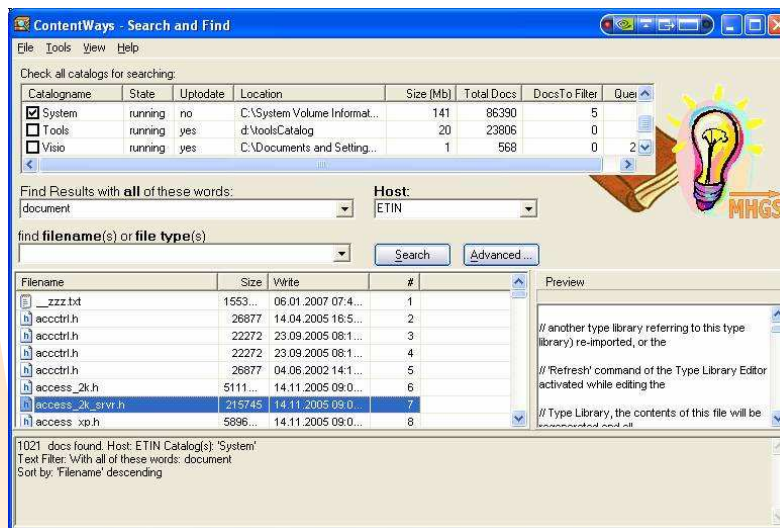 ContentWays - Search and Find
File Tools View Help
Check all catalogs for searching:
Catalogname State Uptodate Location Size (Mb) Total Docs DocsTo Filter Quer
System running no C:\System Volume Informat... 141 86390 5
Tools running yes d:\toolsCatalog 20 23806 0
Visio running yes C:\Documents and Setting... 1 568 0 2
Find Results with all of these words: Host:
document ETIN
MHGS
find filename(s) or file type(s)
Search Advanced ...
Filename Size Write # Preview
__zzz.txt 1553... 06.01.2007 07:4... 1
accctrl.h 26877 14.04.2005 16:5... 2
accctrl.h 22272 23.09.2005 08:1... 3
accctrl.h 22272 23.09.2005 08:1... 4
accctrl.h 26877 04.06.2002 14:1... 5
access_2k.h 5111... 14.11.2005 09:0... 6
access_2k_srvr.h 215745 14.11.2005 09:0... 7
access_xp.h 5896... 14.11.2005 09:0... 8
// another type library referring to this type
library) re-imported, or the
// 'Refresh' command of the Type Library Editor
activated while editing the
// Type Library, the contents of this file will be
regenerated and all
1021 docs found. Host: ETIN Catalog(s): 'System'
Text Filter: With all of these words: document
Sort by: 'Filename' descending